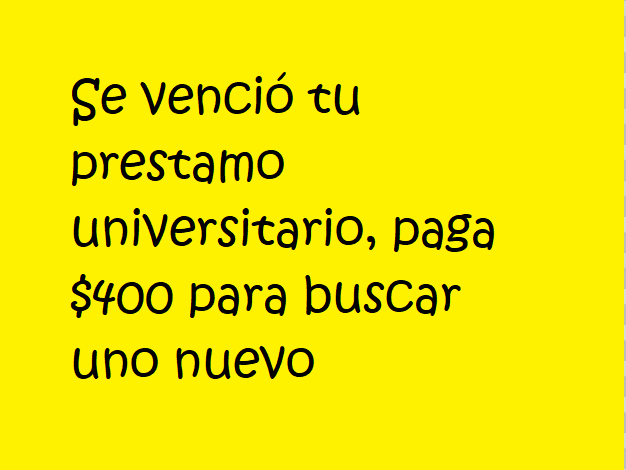 Se venció tu
prestamo
universitario, paga
$400 para buscar
uno nuevo